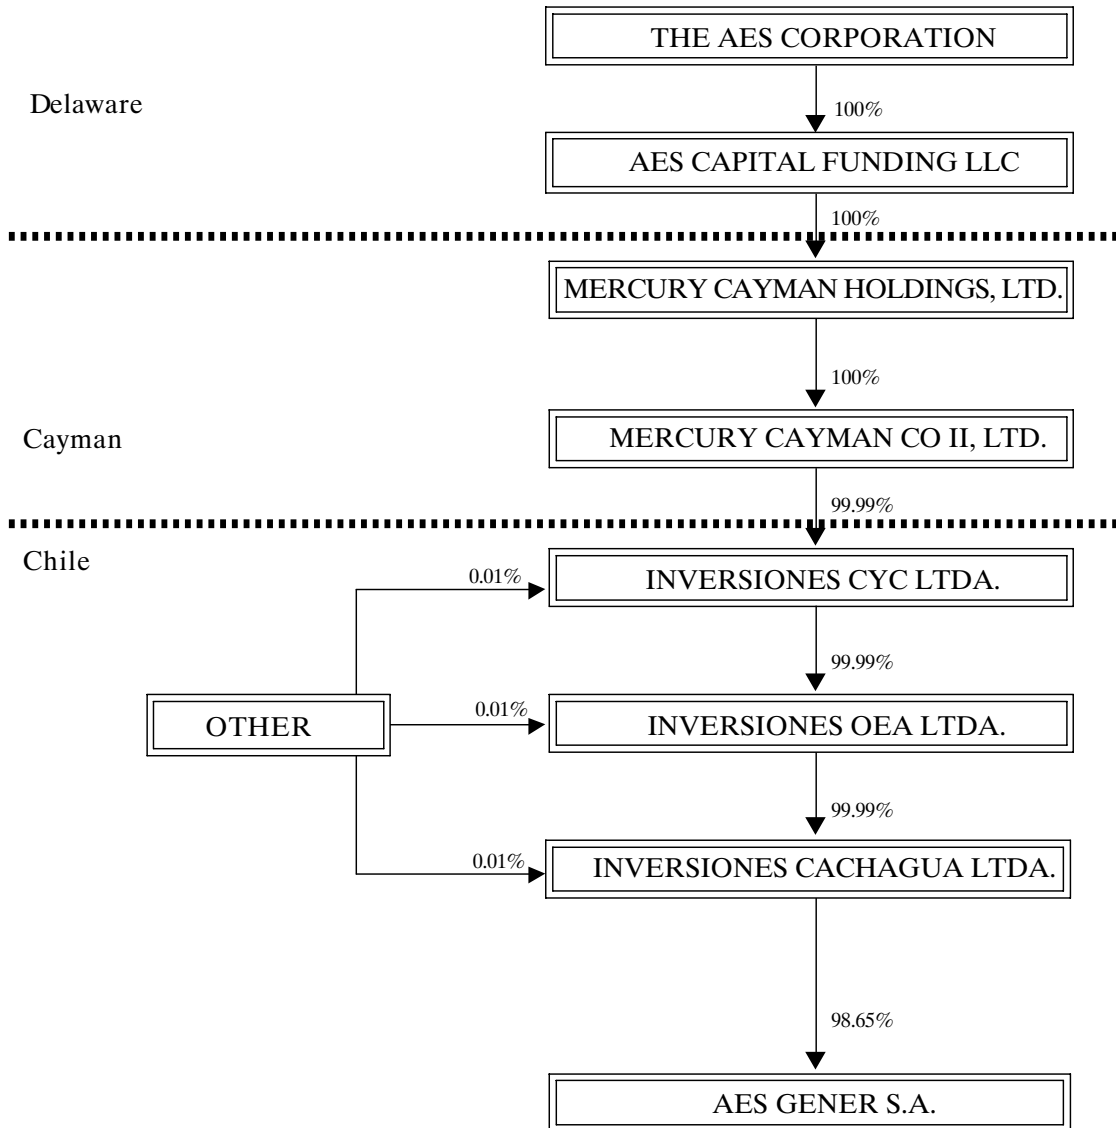 THE AES CORPORATION
Delaware
100%
AES CAPITAL FUNDING LLC
100%
MERCURY CAYMAN HOLDINGS, LTD.
100%
Cayman
MERCURY CAYMAN CO II, LTD.
99.99%
Chile
0.01%
INVERSIONES CYC LTDA.
99.99%
OTHER
0.01%
INVERSIONES OEA LTDA.
99.99%
0.01%
INVERSIONES CACHAGUA LTDA.
98.65%
AES GENER S.A.